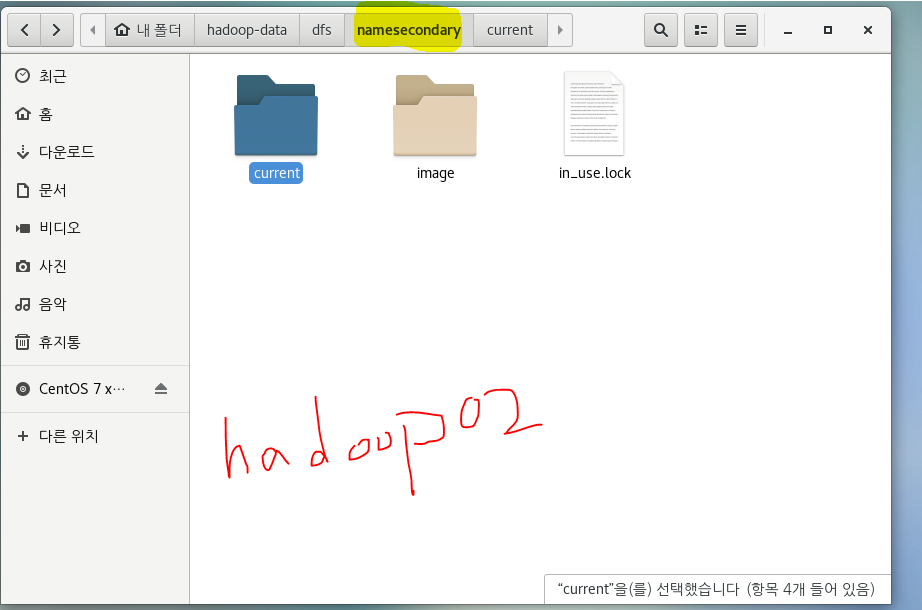 내 폴더 hadoop-data dfs namesecondary current
최근
홈
다운로드
문서
비디오
사진
음악
휴지통
CentOS 7 x…
다른 위치
current image in_use.lock
hadoop02
“current”을(를) 선택했습니다 (항목 4개 들어 있음)